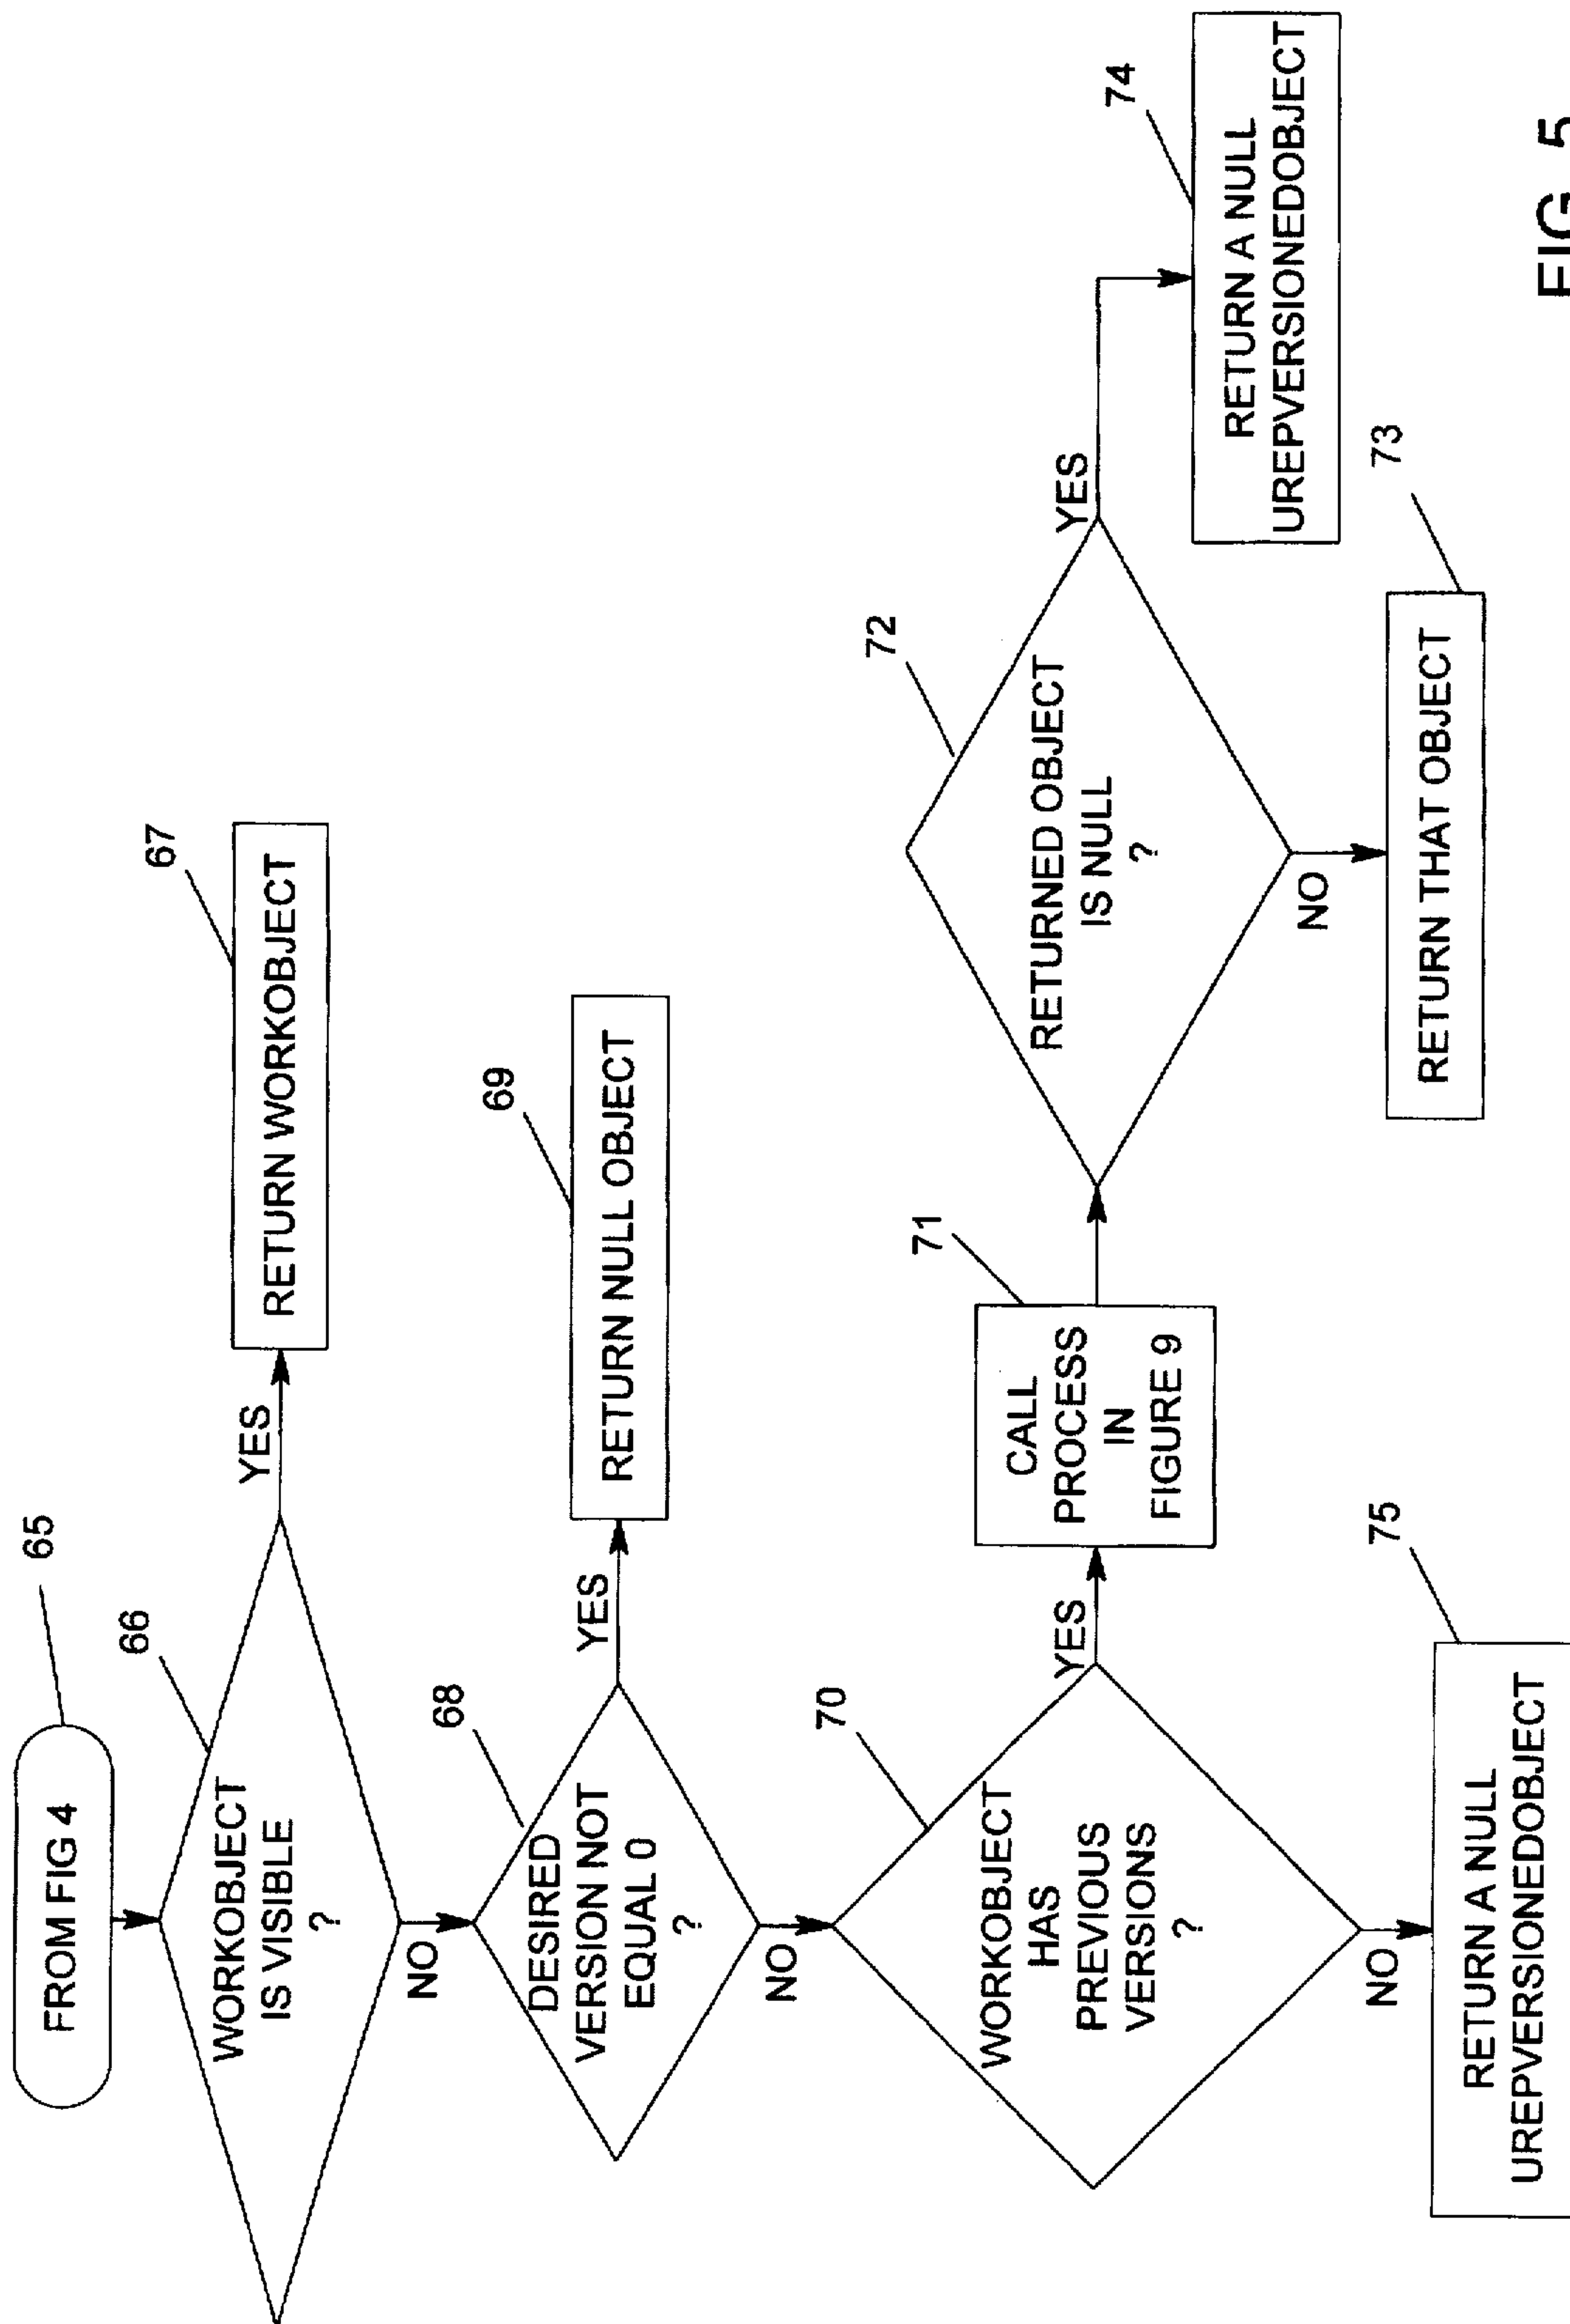 FROM FIG 4
65
WORKOBJECT
IS VISIBLE
?
66
YES
RETURN WORKOBJECT
67
NO
DESIRED
VERSION NOT
EQUAL 0
?
68
YES
RETURN NULL OBJECT
69
NO
WORKOBJECT
HAS
PREVIOUS
VERSIONS
?
70
YES
CALL
PROCESS
IN
FIGURE 9
71
RETURNED OBJECT
IS NULL
?
72
YES
RETURN A NULL
UREPVERSIONEDOBJECT
74
NO
RETURN THAT OBJECT
73
NO
RETURN A NULL
UREPVERSIONEDOBJECT
75
FIG 5